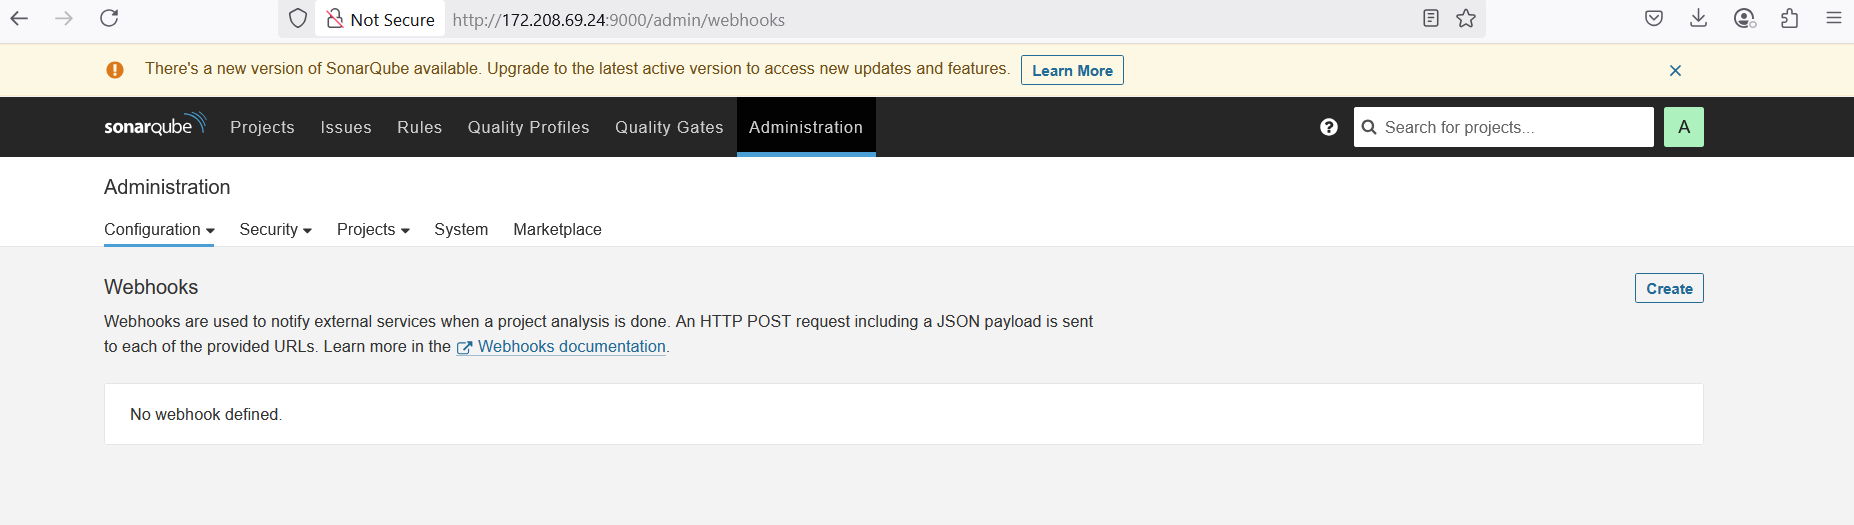 Not Secure http://172.208.69.24:9000/admin/webhooks
There's a new version of SonarQube available. Upgrade to the latest active version to access new updates and features. Learn More
sonarqube Projects Issues Rules Quality Profiles Quality Gates Administration Search for projects... A
Administration
Configuration Security Projects System Marketplace
Webhooks
Create
Webhooks are used to notify external services when a project analysis is done. An HTTP POST request including a JSON payload is sent
to each of the provided URLs. Learn more in the Webhooks documentation.
No webhook defined.